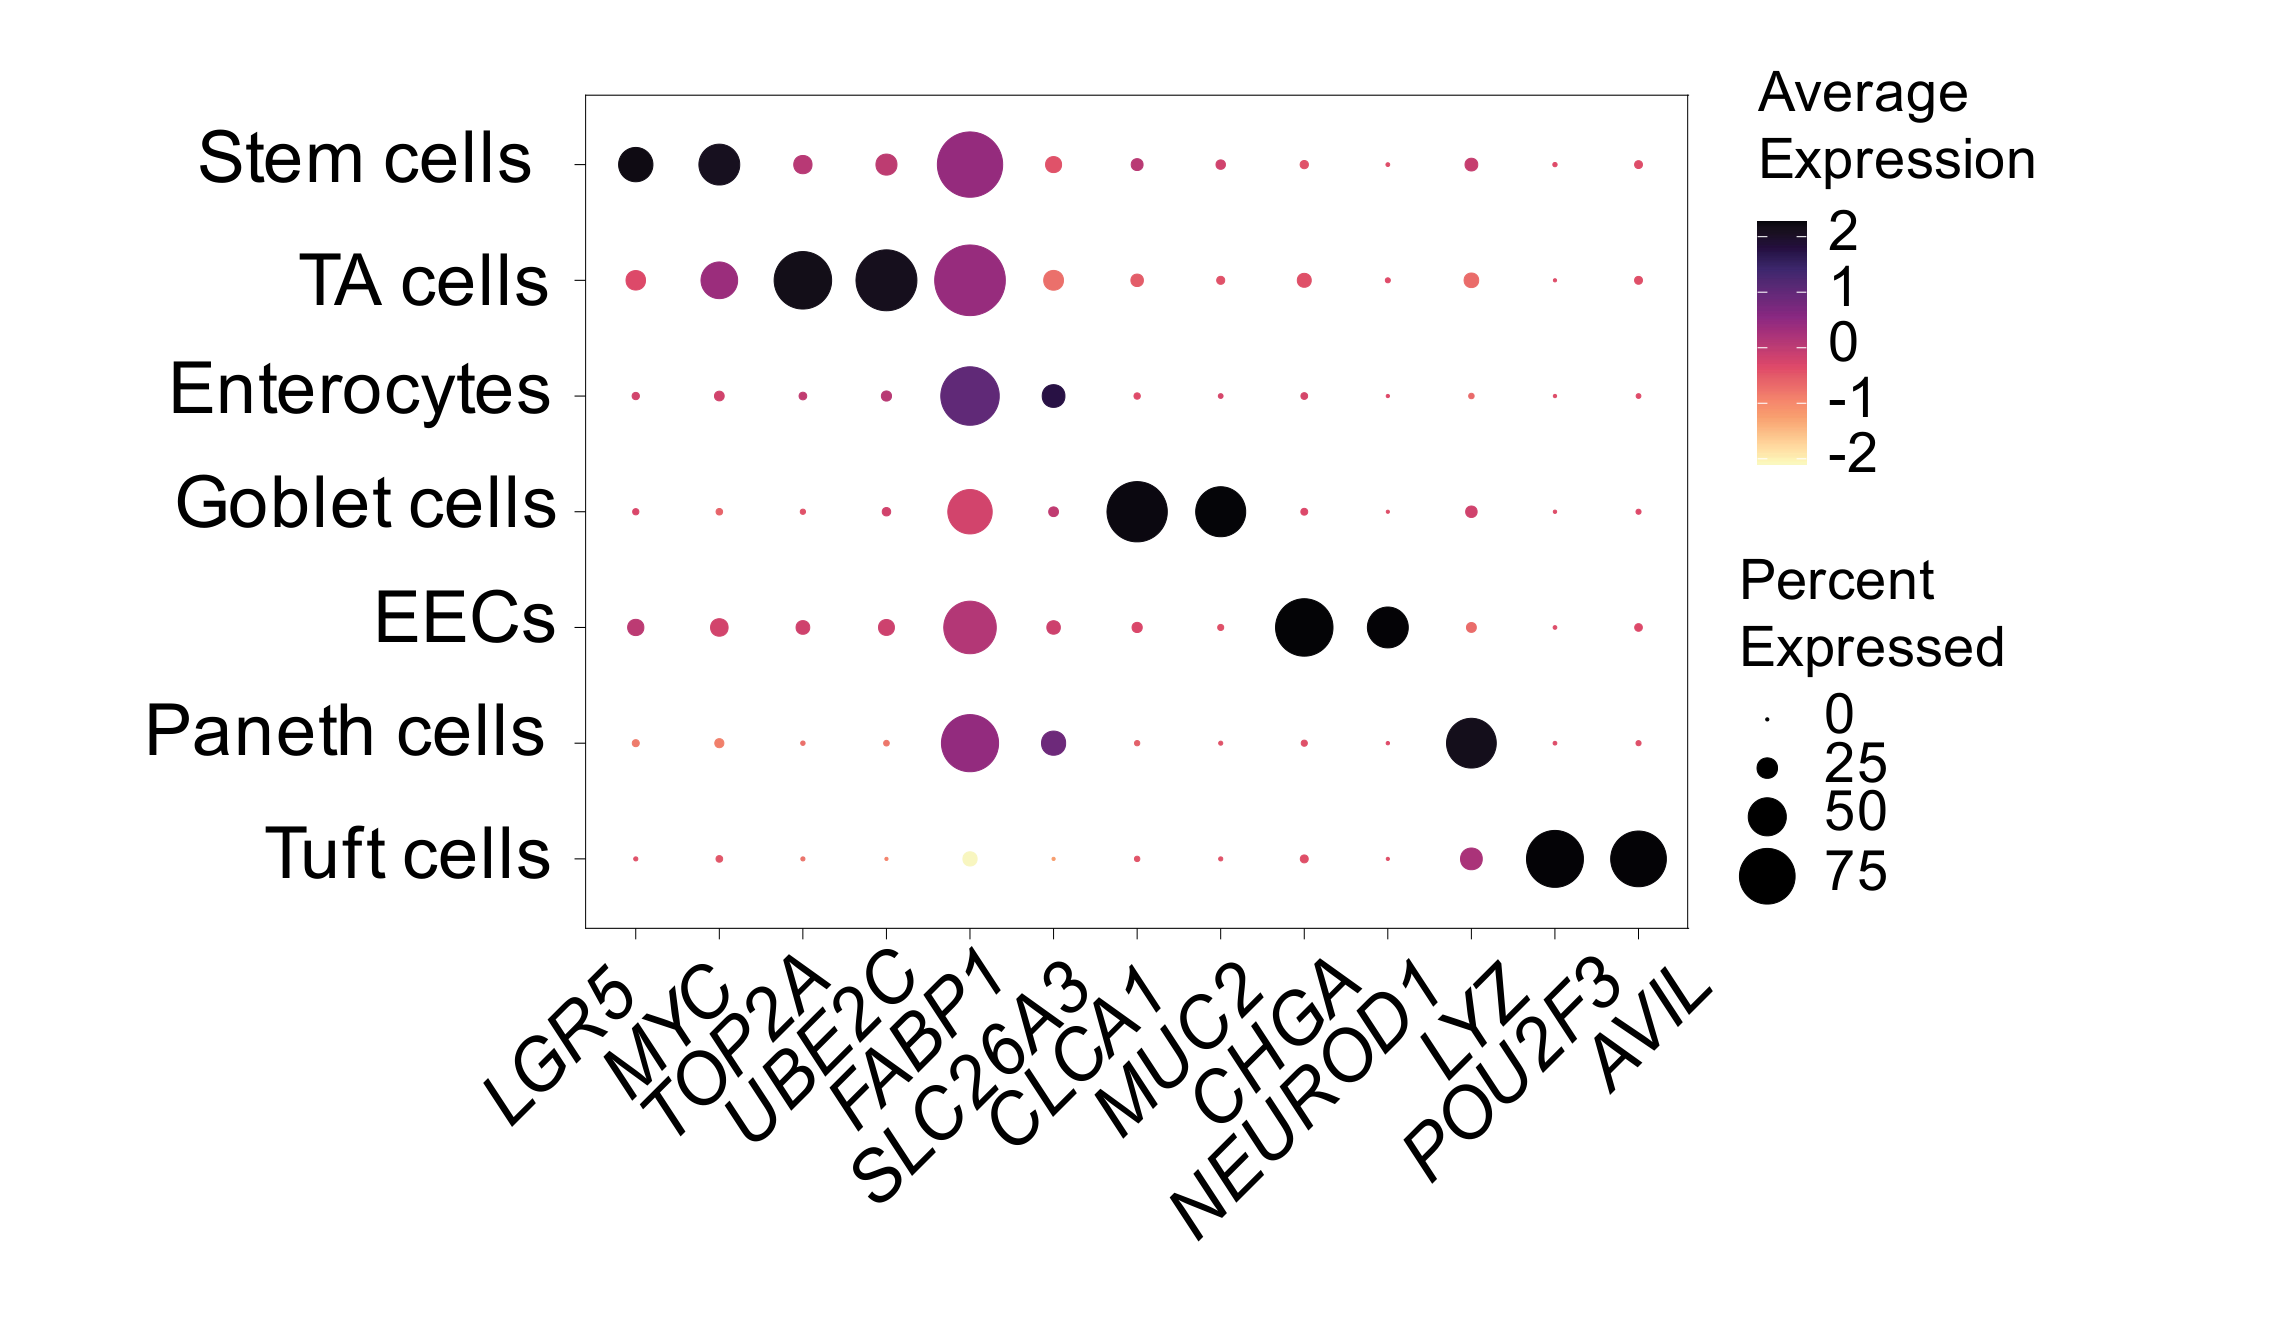 Average
Expression
2
1
0
-1
-2
Percent
Expressed
0
25
50
75
Stem cells
TA cells
Enterocytes
Goblet cells
EECs
Paneth cells
Tuft cells
LGR5
MYC
TOP2A
UBE2C
FABP1
SLC26A3
CLCA1
MUC2
CHGA
NEUROD1
LYZ
POU2F3
AVIL